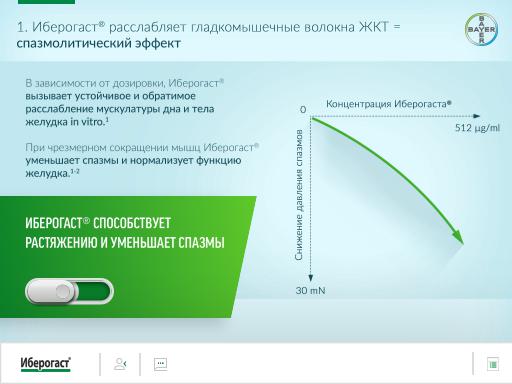 1. Иберогаст® расслабляет гладкомышечные волокна ЖКТ =
спазмолитический эффект
BAYER
BAYER
В зависимости от дозировки, Иберогаст®
вызывает устойчивое и обратимое
расслабление мускулатуры дна и тела
желудка in vitro.¹
При чрезмерном сокращении мышц Иберогаст®
уменьшает спазмы и нормализует функцию
желудка.¹⁻²
ИБЕРОГАСТ® СПОСОБСТВУЕТ
РАСТЯЖЕНИЮ И УМЕНЬШАЕТ СПАЗМЫ
Концентрация Иберогаста®
0
512 µg/ml
Снижение давления спазмов
30 mN
Иберогаст®